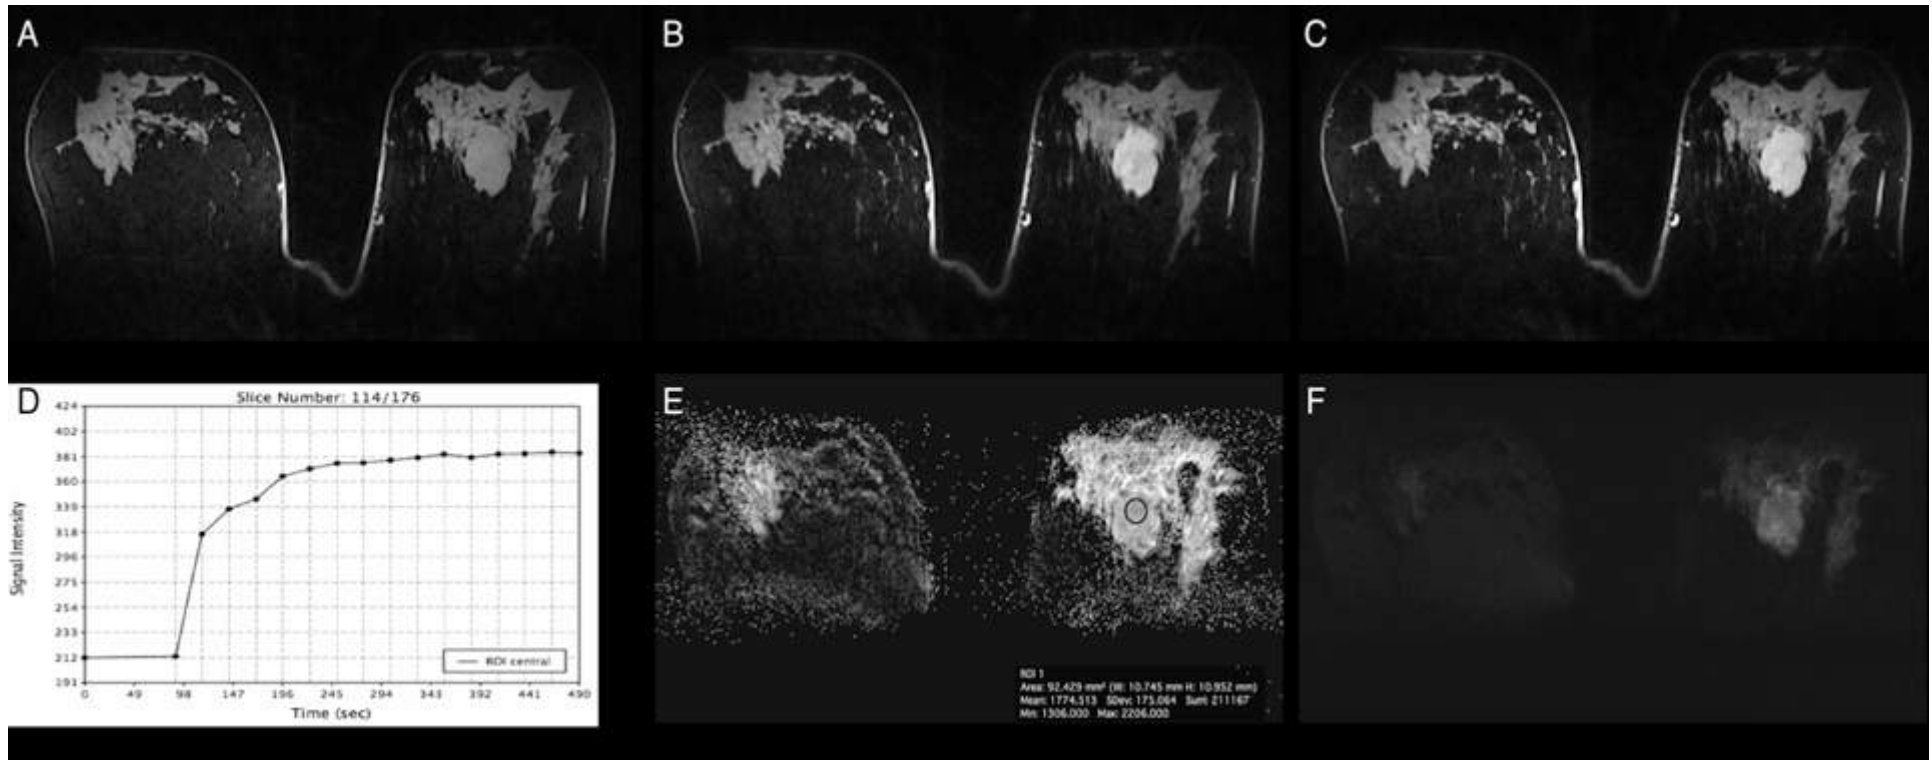 A
B
C
D
Slice Number: 114/176
424
402
381
360
339
318
296
275
254
233
212
191
Signal Intensity
0 49 98 147 196 245 294 343 392 441 490
Time (sec)
ROI central
E
ROI 1
Area: 92.429 mm² (W: 10.745 mm H: 10.952 mm)
Mean: 1774.513 SDev: 175.064 Sum: 211167
Min: 1306.000 Max: 2206.000
F